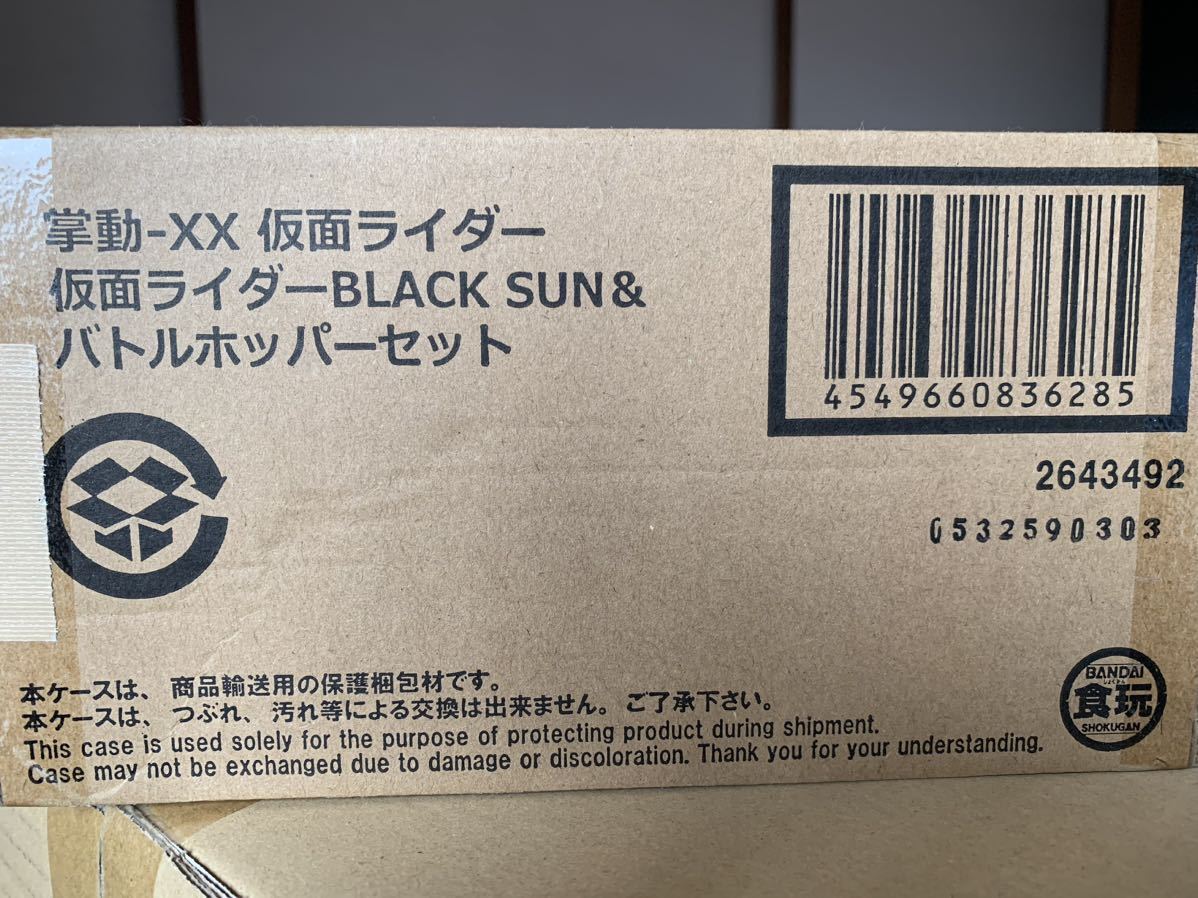 掌動-XX 仮面ライダー
仮面ライダーBLACK SUN&
バトルホッパーセット
4549660836285
2643492
0532590303
本ケースは、商品輸送用の保護梱包材です。
本ケースは、つぶれ、汚れ等による交換は出来ません。ご了承下さい。
This case is used solely for the purpose of protecting product during shipment.
Case may not be exchanged due to damage or discoloration. Thank you for your understanding.
BANDAI
しょくがん
食玩
SHOKUGAN